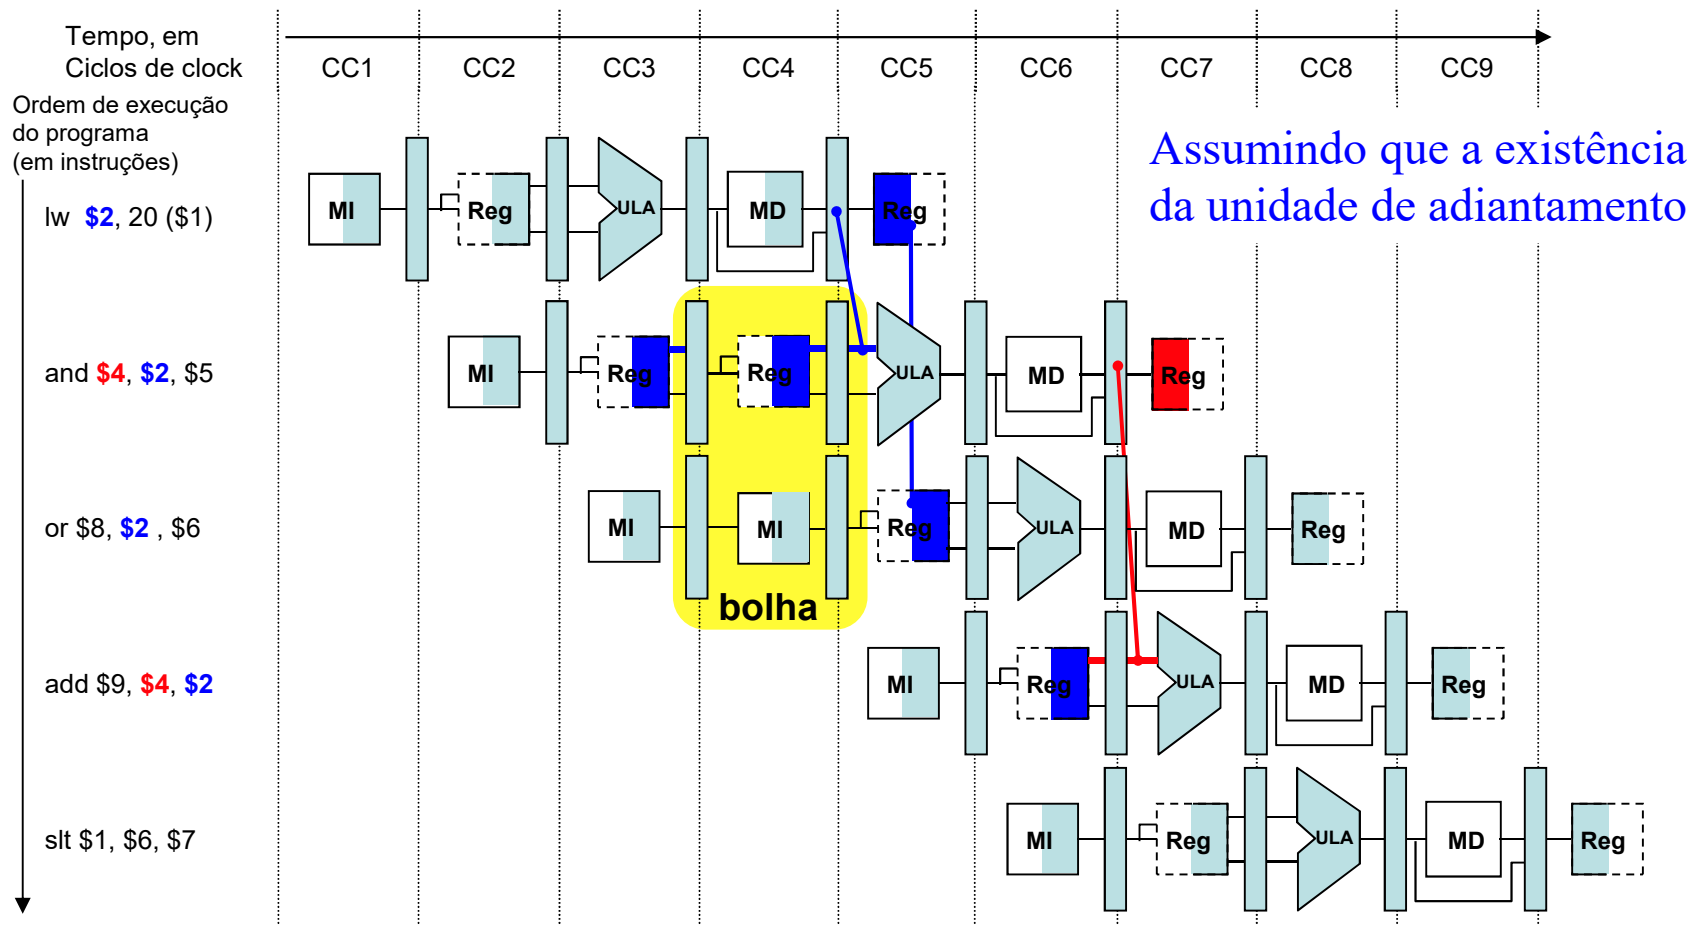 Tempo, em
Ciclos de clock
CC1 CC2 CC3 CC4 CC5 CC6 CC7 CC8 CC9
Ordem de execução
do programa
(em instruções)
Assumindo que a existência
da unidade de adiantamento
lw $2, 20 ($1)
MI Reg ULA MD Reg
and $4, $2, $5
MI Reg Reg ULA MD Reg
or $8, $2 , $6
MI MI Reg ULA MD Reg
bolha
add $9, $4, $2
MI Reg ULA MD Reg
slt $1, $6, $7
MI Reg ULA MD Reg